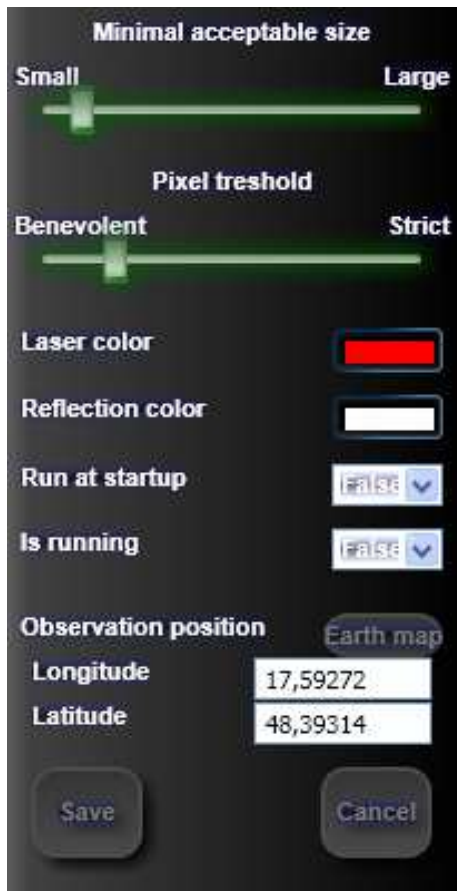 Minimal acceptable size
Small Large
Pixel treshold
Benevolent Strict
Laser color
Reflection color
Run at startup False
Is running False
Observation position Earth map
Longitude 17,59272
Latitude 48,39314
Save Cancel